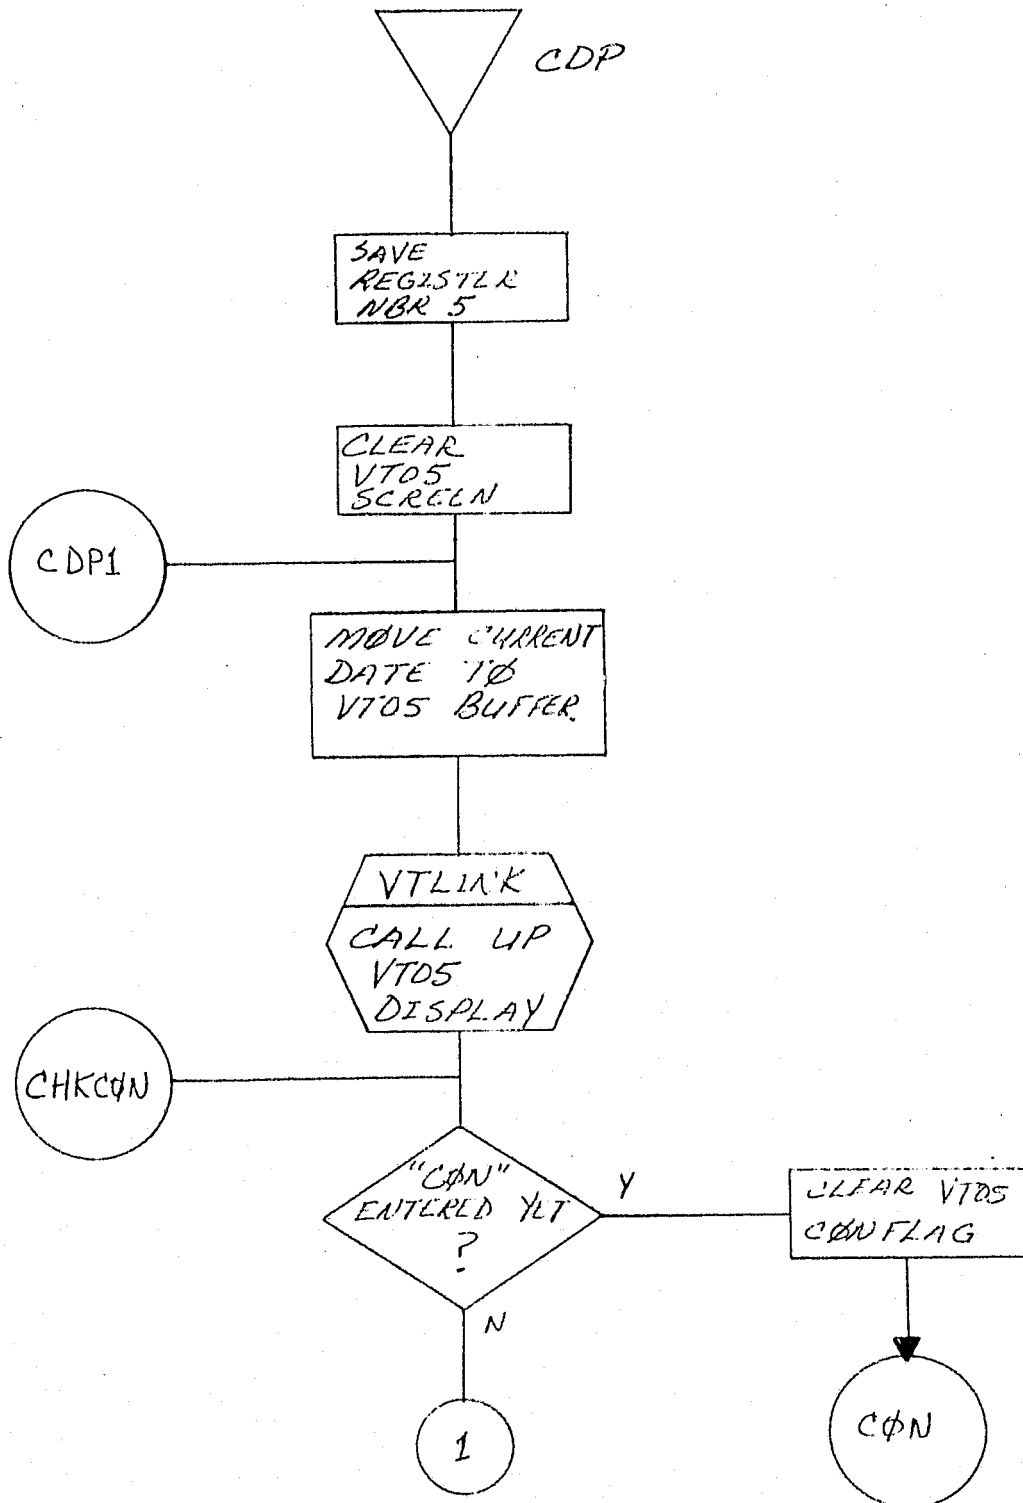 CDP
SAVE
REGISTER
NBR 5
CLEAR
VT05
SCREEN
CDP1
MØVE CURRENT
DATE TØ
VT05 BUFFER.
VTLINK
CALL UP
VT05
DISPLAY
CHKCØN
"CØN"
ENTERED YET
?
Y
CLEAR VT05
CØNFLAG
N
1
CØN